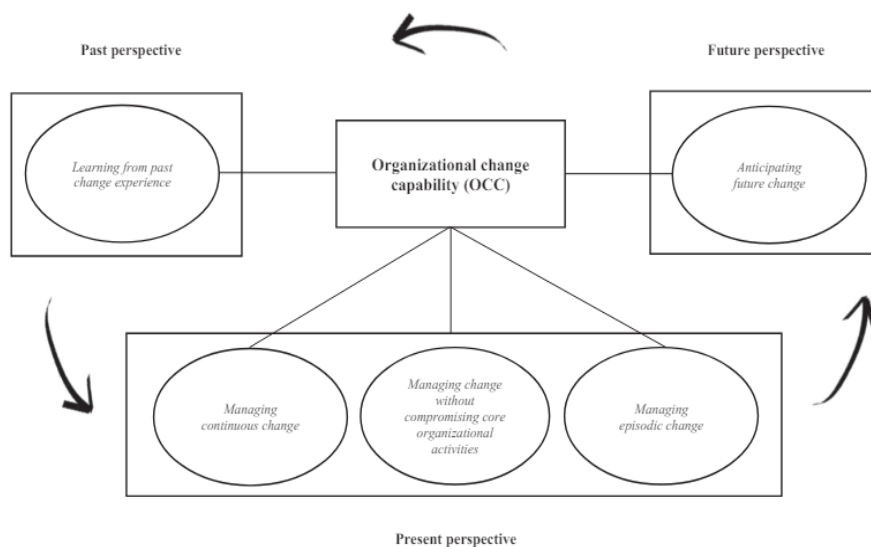 Past perspective
Future perspective
Learning from past
change experience
Organizational change
capability (OCC)
Anticipating
future change
Managing
continuous change
Managing change
without
compromising core
organizational
activities
Managing
episodic change
Present perspective